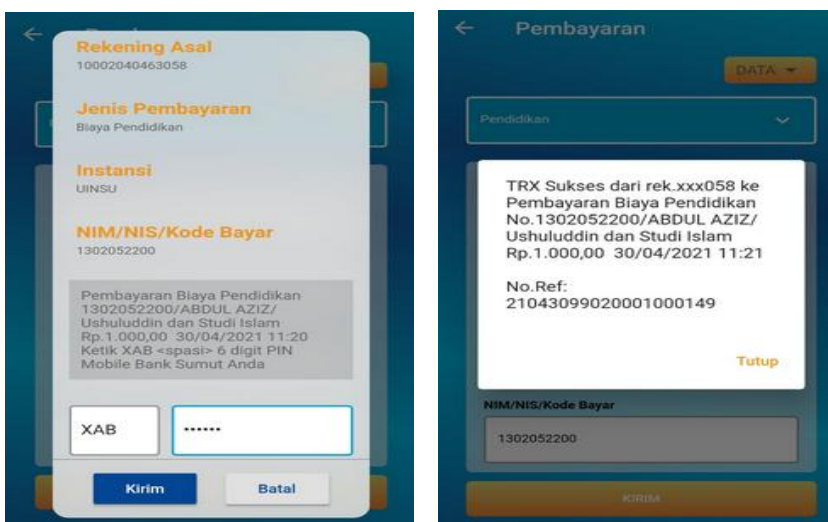 Rekening Asal
10002040463058
Jenis Pembayaran
Biaya Pendidikan
Instansi
UINSU
NIM/NIS/Kode Bayar
1302052200
Pembayaran Biaya Pendidikan
1302052200/ABDUL AZIZ/
Ushuluddin dan Studi Islam
Rp.1.000,00 30/04/2021 11:20
Ketik XAB <spasi> 6 digit PIN
Mobile Bank Sumut Anda
XAB ••••••
Kirim Batal
Pembayaran
DATA
Pendidikan
TRX Sukses dari rek.xxx058 ke
Pembayaran Biaya Pendidikan
No.1302052200/ABDUL AZIZ/
Ushuluddin dan Studi Islam
Rp.1.000,00 30/04/2021 11:21
No.Ref:
21043099020001000149
Tutup
NIM/NIS/Kode Bayar
1302052200
KIRIM